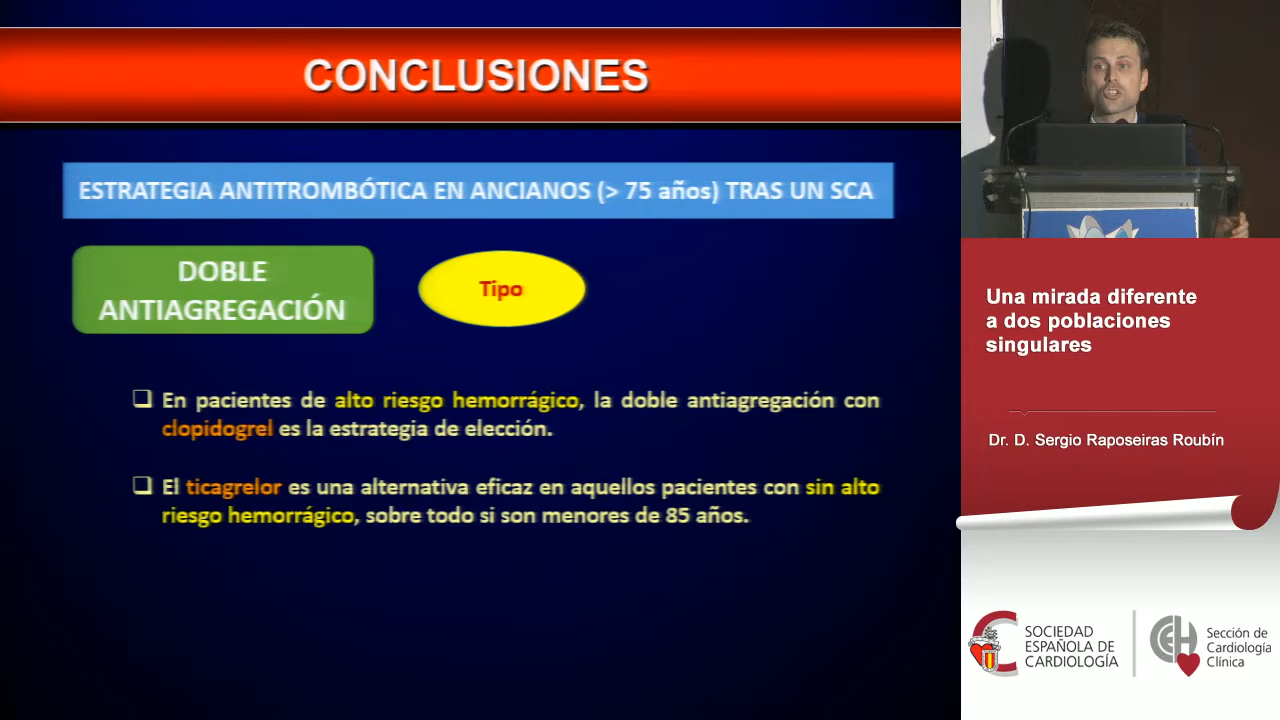 CONCLUSIONES
ESTRATEGIA ANTITROMBÓTICA EN ANCIANOS (> 75 años) TRAS UN SCA
DOBLE
ANTIAGREGACIÓN
Tipo
❑ En pacientes de alto riesgo hemorrágico, la doble antiagregación con
clopidogrel es la estrategia de elección.
❑ El ticagrelor es una alternativa eficaz en aquellos pacientes con sin alto
riesgo hemorrágico, sobre todo si son menores de 85 años.
Una mirada diferente
a dos poblaciones
singulares
Dr. D. Sergio Raposeiras Roubín
SOCIEDAD
ESPAÑOLA DE
CARDIOLOGÍA
Sección de
Cardiología
Clínica